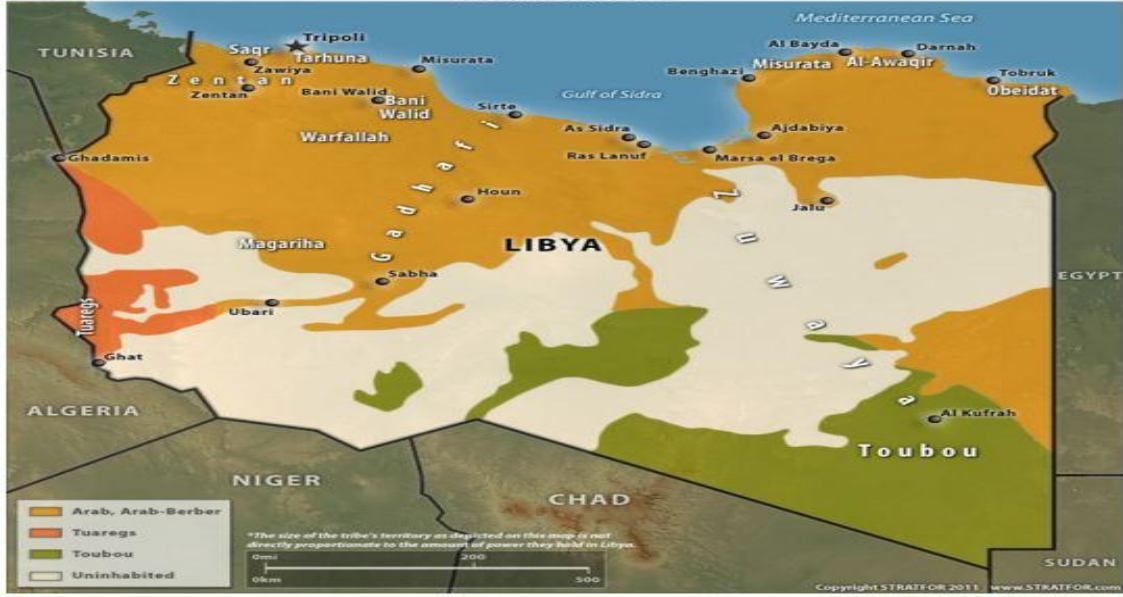 Mediterranean Sea
TUNISIA
Tripoli
Saqr
Tarhuna
Zawiya
Zentan
Zentan
Misurata
Bani Walid
Bani
Walid
Warfallah
Sirte
Gulf of Sidra
Al Bayda
Darnah
Benghazi
Misurata
Al-Awaqir
Tobruk
Obeidat
As Sidra
Ras Lanuf
Ajdabiya
Marsa el Brega
Ghadamis
Gadhafi
Houn
Jalu
Zuwaya
Magariha
LIBYA
Sabha
EGYPT
Ubari
Tuaregs
Ghat
ALGERIA
Al Kufrah
Toubou
NIGER
CHAD
SUDAN
Arab, Arab-Berber
Tuaregs
Toubou
Uninhabited
*The size of the tribe's territory as depicted on this map is not
directly proportionate to the amount of power they hold in Libya.
0mi 200
0km 500
Copyright STRATFOR 2011 www.STRATFOR.com